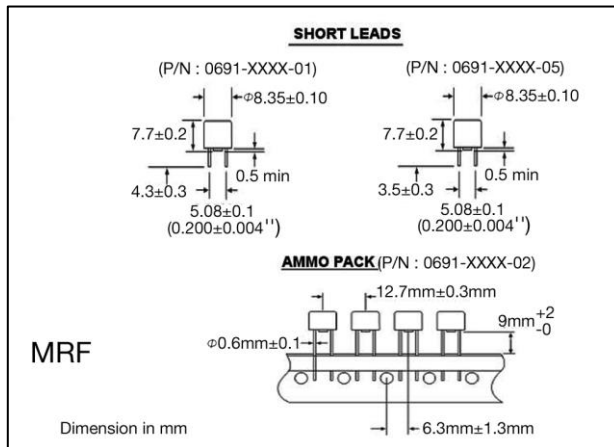 SHORT LEADS
(P/N : 0691-XXXX-01)
Φ8.35±0.10
7.7±0.2
0.5 min
4.3±0.3
5.08±0.1
(0.200±0.004'')
(P/N : 0691-XXXX-05)
Φ8.35±0.10
7.7±0.2
0.5 min
3.5±0.3
5.08±0.1
(0.200±0.004'')
AMMO PACK (P/N : 0691-XXXX-02)
12.7mm±0.3mm
9mm +2 -0
Φ0.6mm±0.1
MRF
6.3mm±1.3mm
Dimension in mm